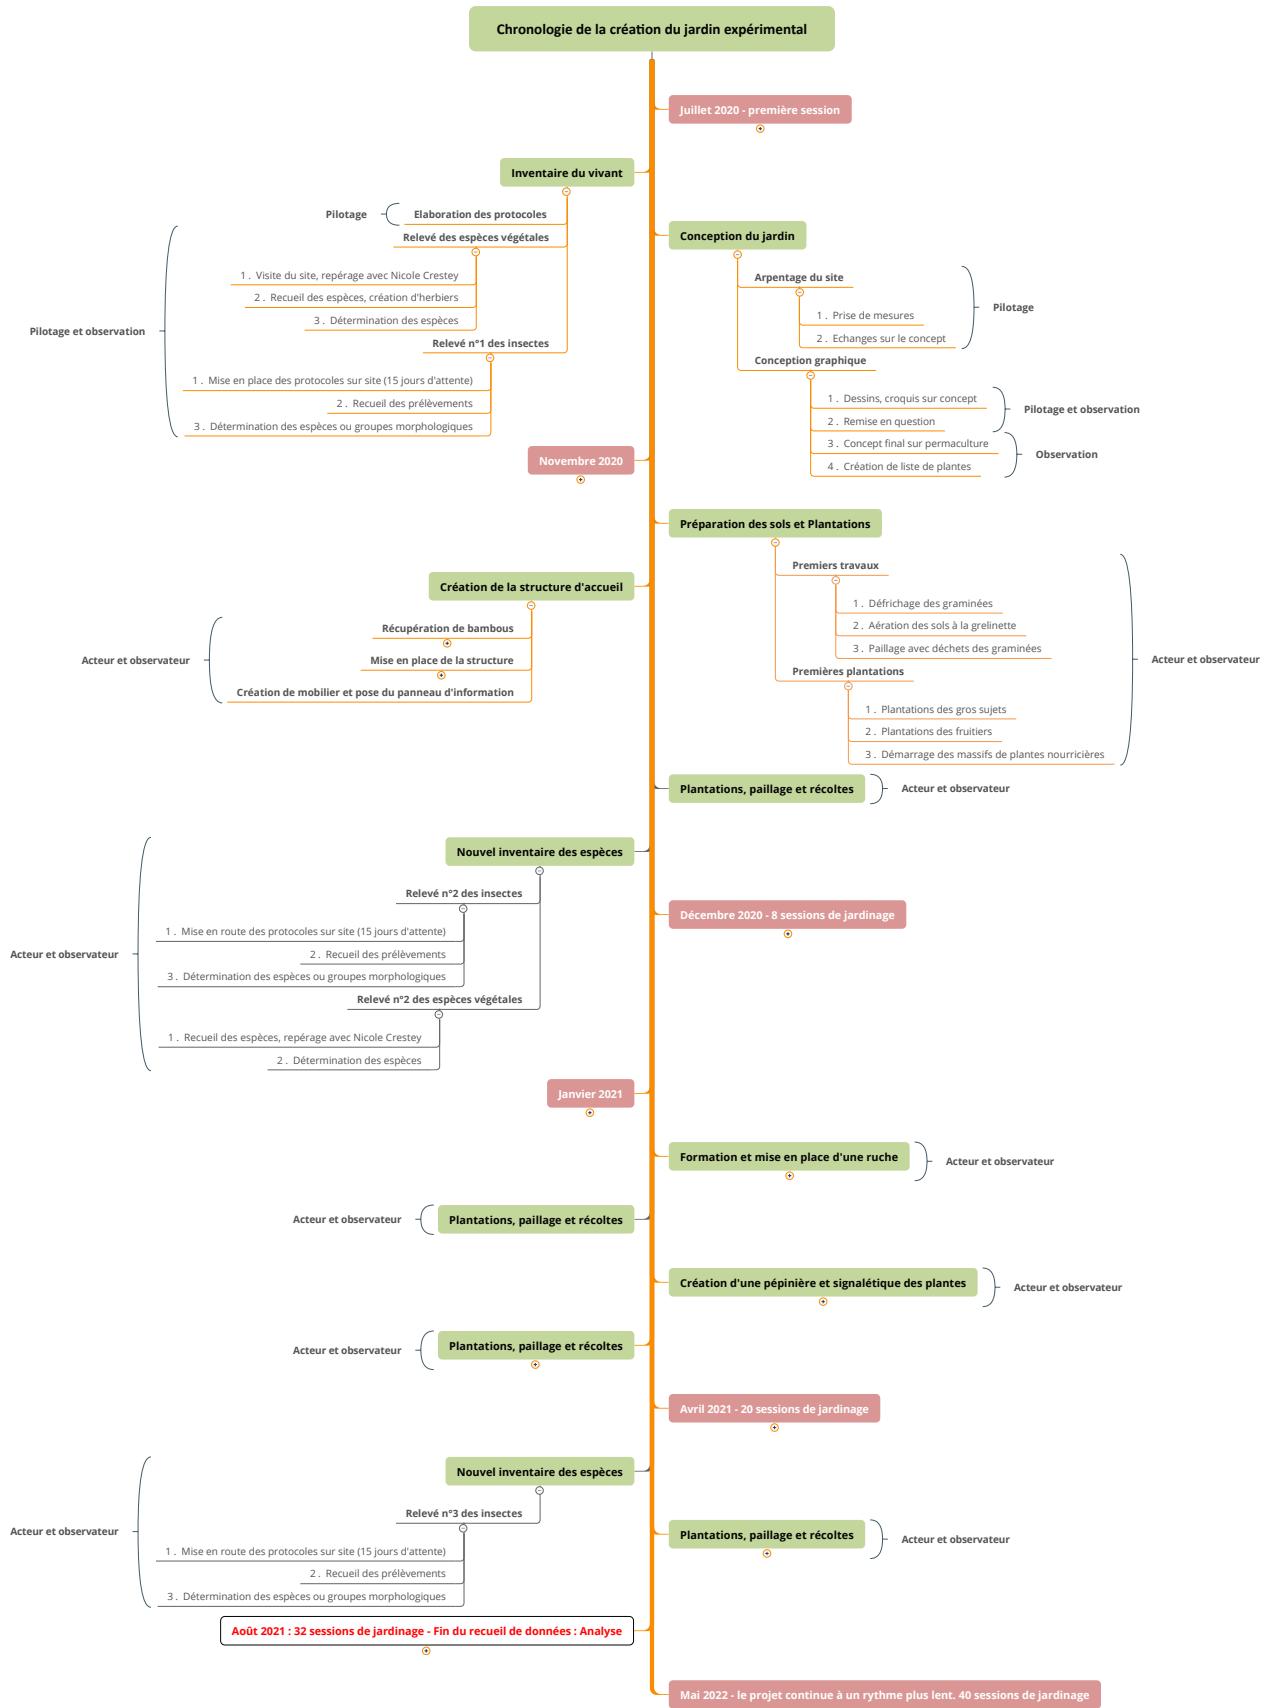 Chronologie de la création du jardin expérimental
Juillet 2020 - première session
Inventaire du vivant
Elaboration des protocoles
Pilotage
Relevé des espèces végétales
1 . Visite du site, repérage avec Nicole Crestey
2 . Recueil des espèces, création d'herbiers
3 . Détermination des espèces
Relevé n°1 des insectes
1 . Mise en place des protocoles sur site (15 jours d'attente)
2 . Recueil des prélèvements
3 . Détermination des espèces ou groupes morphologiques
Pilotage et observation
Conception du jardin
Arpentage du site
1 . Prise de mesures
2 . Echanges sur le concept
Pilotage
Conception graphique
1 . Dessins, croquis sur concept
2 . Remise en question
Pilotage et observation
3 . Concept final sur permaculture
4 . Création de liste de plantes
Observation
Novembre 2020
Préparation des sols et Plantations
Premiers travaux
1 . Défrichage des graminées
2 . Aération des sols à la grelinette
3 . Paillage avec déchets des graminées
Premières plantations
1 . Plantations des gros sujets
2 . Plantations des fruitiers
3 . Démarrage des massifs de plantes nourricières
Acteur et observateur
Création de la structure d'accueil
Récupération de bambous
Mise en place de la structure
Création de mobilier et pose du panneau d'information
Acteur et observateur
Plantations, paillage et récoltes
Acteur et observateur
Nouvel inventaire des espèces
Relevé n°2 des insectes
1 . Mise en route des protocoles sur site (15 jours d'attente)
2 . Recueil des prélèvements
3 . Détermination des espèces ou groupes morphologiques
Relevé n°2 des espèces végétales
1 . Recueil des espèces, repérage avec Nicole Crestey
2 . Détermination des espèces
Acteur et observateur
Décembre 2020 - 8 sessions de jardinage
Janvier 2021
Formation et mise en place d'une ruche
Acteur et observateur
Plantations, paillage et récoltes
Acteur et observateur
Création d'une pépinière et signalétique des plantes
Acteur et observateur
Plantations, paillage et récoltes
Acteur et observateur
Avril 2021 - 20 sessions de jardinage
Nouvel inventaire des espèces
Relevé n°3 des insectes
1 . Mise en route des protocoles sur site (15 jours d'attente)
2 . Recueil des prélèvements
3 . Détermination des espèces ou groupes morphologiques
Acteur et observateur
Plantations, paillage et récoltes
Acteur et observateur
Août 2021 : 32 sessions de jardinage - Fin du recueil de données : Analyse
Mai 2022 - le projet continue à un rythme plus lent. 40 sessions de jardinage